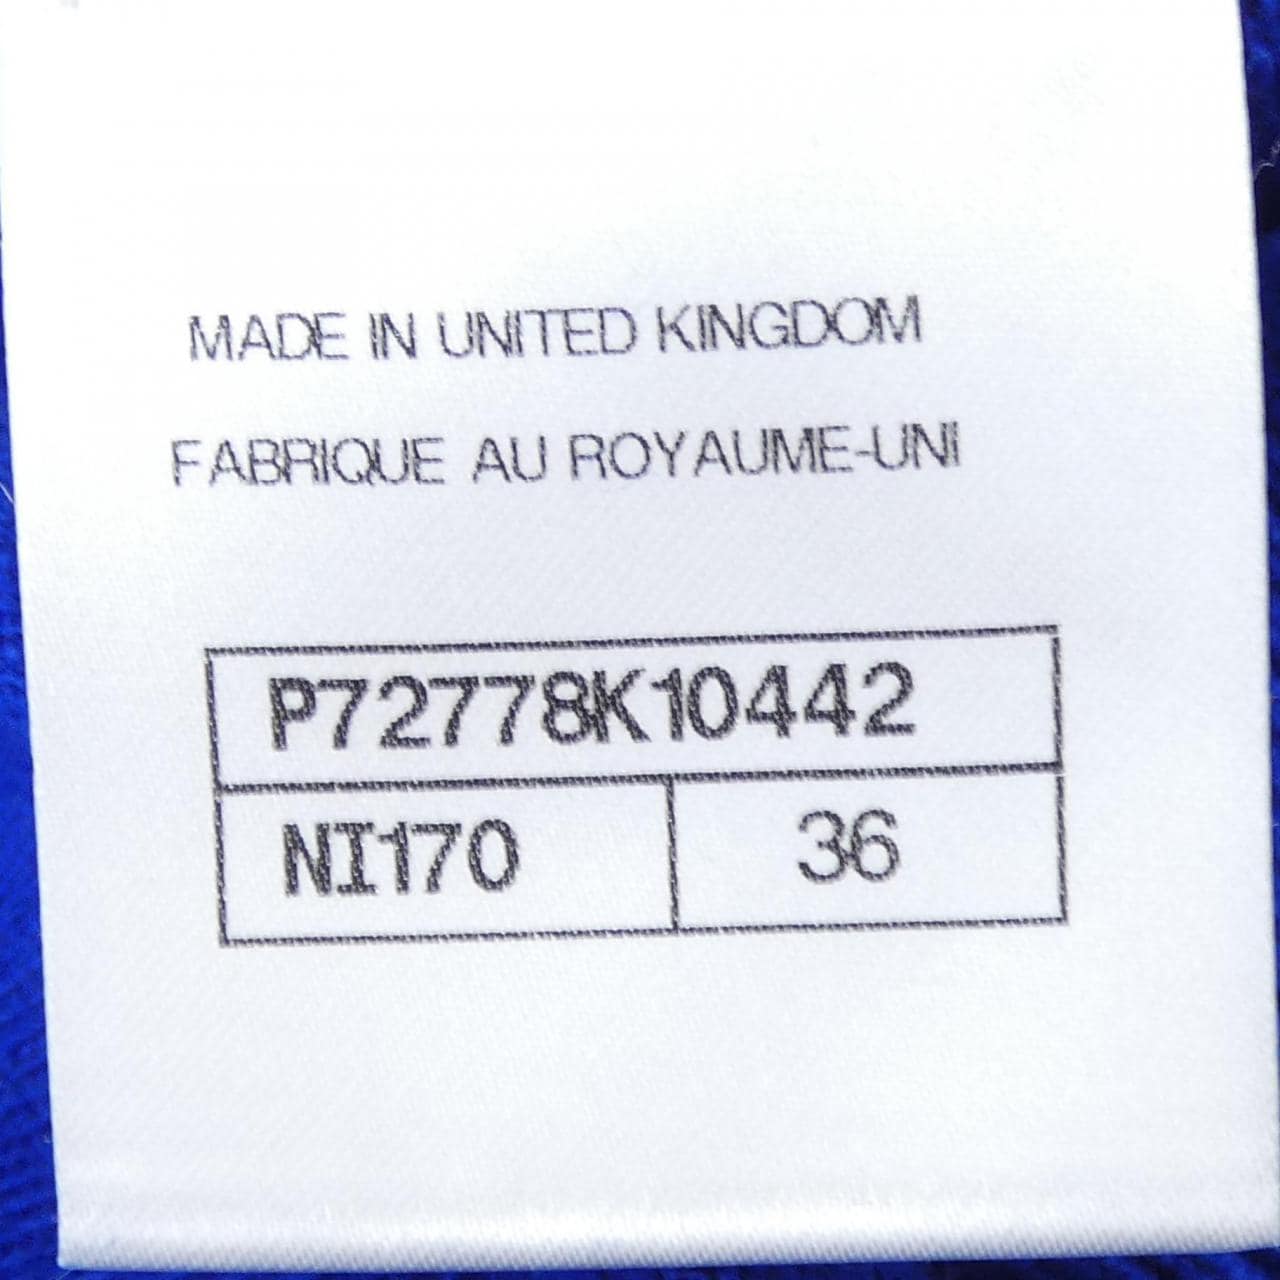 MADE IN UNITED KINGDOM
FABRIQUE AU ROYAUME-UNI
P72778K10442
NI170 36